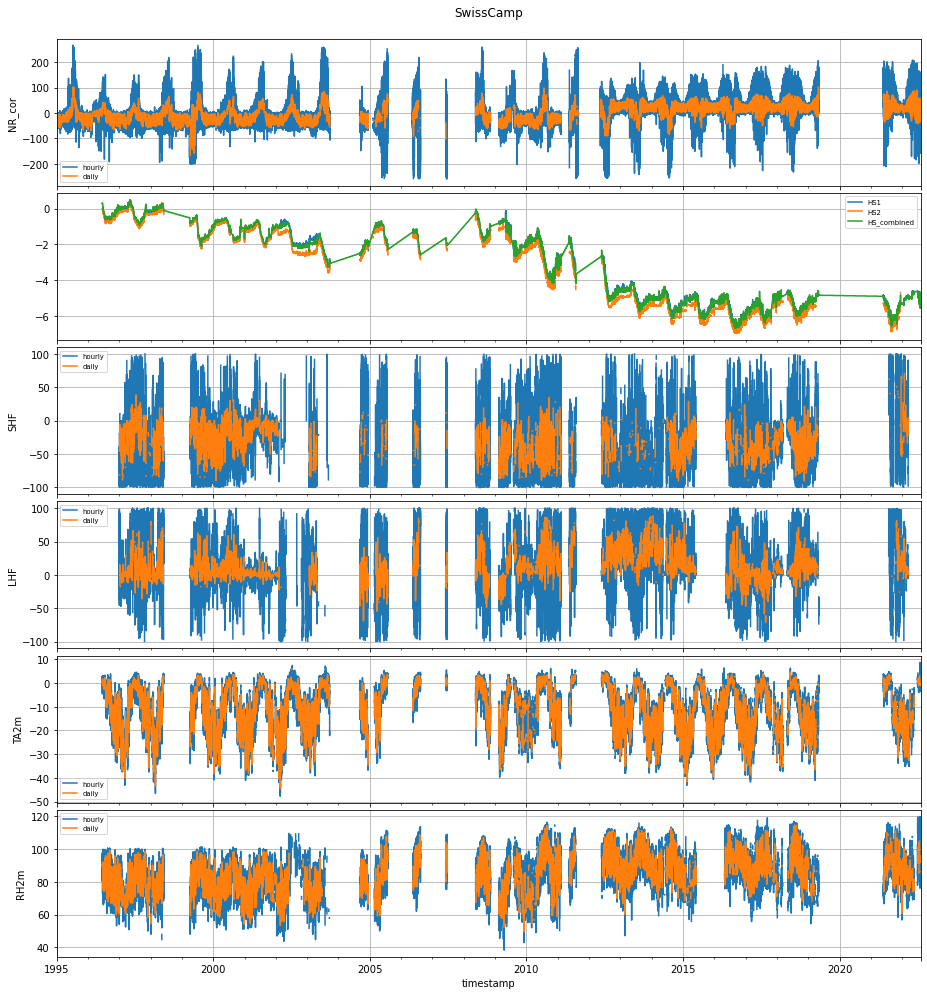 SwissCamp
NR_cor
200
100
0
−100
−200
hourly
daily
0
−2
−4
−6
HS1
HS2
HS_combined
SHF
100
50
0
−50
−100
hourly
daily
LHF
100
50
0
−50
−100
hourly
daily
TA2m
10
0
−10
−20
−30
−40
−50
hourly
daily
RH2m
120
100
80
60
40
hourly
daily
1995
2000
2005
2010
2015
2020
timestamp